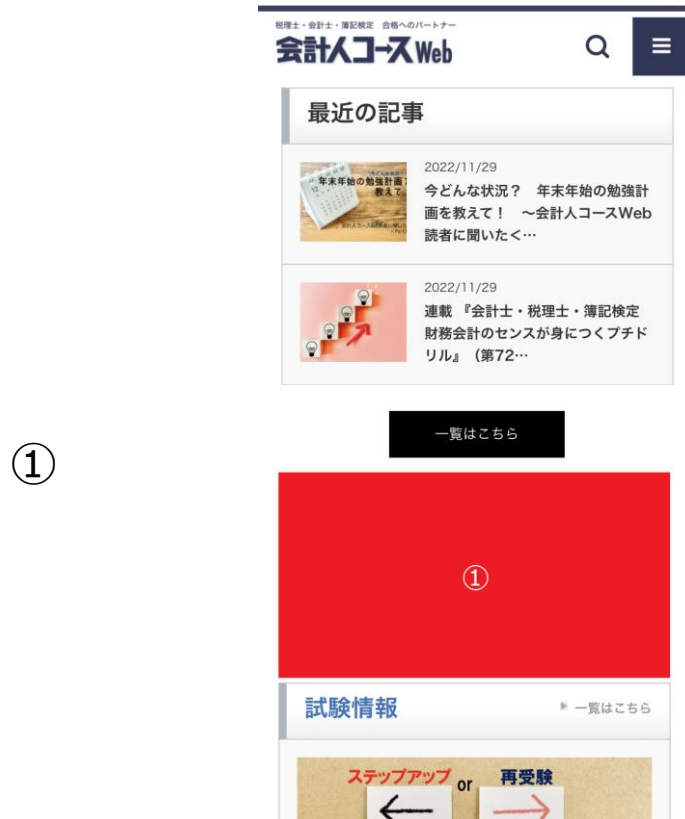 税理士・会計士・簿記検定 合格へのパートナー
会計人コースWeb
最近の記事
年末年始の勉強計画
教えて
2022/11/29
今どんな状況？ 年末年始の勉強計
画を教えて！ 〜会計人コースWeb
読者に聞いたく…
2022/11/29
連載 『会計士・税理士・簿記検定
財務会計のセンスが身につくプチド
リル』（第72…
一覧はこちら
①
①
試験情報
一覧はこちら
ステップアップ or 再受験